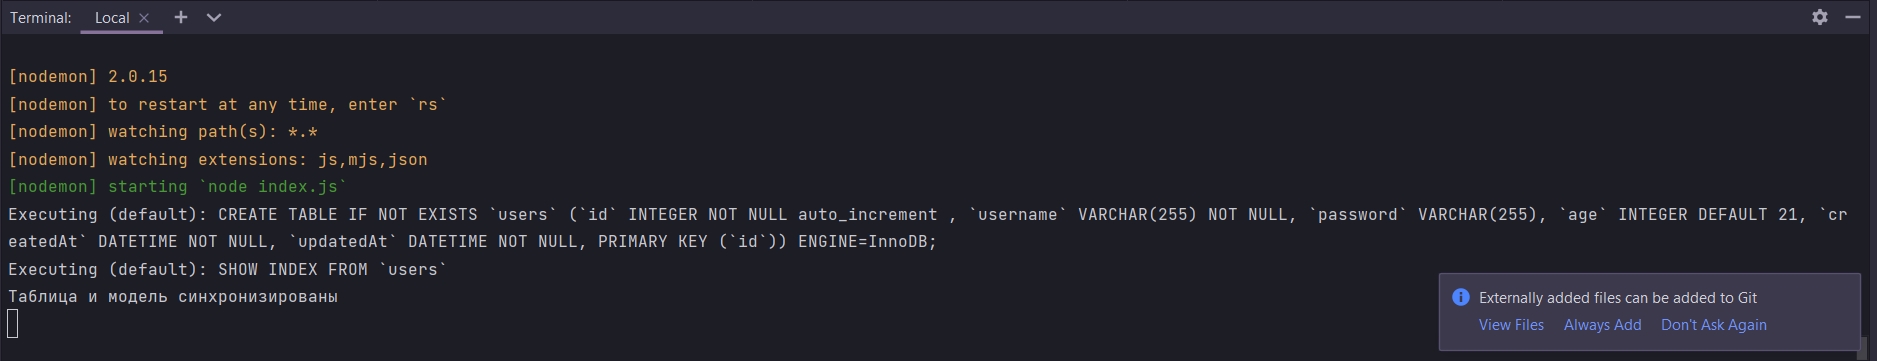 Terminal: Local
[nodemon] 2.0.15
[nodemon] to restart at any time, enter `rs`
[nodemon] watching path(s): *.*
[nodemon] watching extensions: js,mjs,json
[nodemon] starting `node index.js`
Executing (default): CREATE TABLE IF NOT EXISTS `users` (`id` INTEGER NOT NULL auto_increment , `username` VARCHAR(255) NOT NULL, `password` VARCHAR(255), `age` INTEGER DEFAULT 21, `cr
eatedAt` DATETIME NOT NULL, `updatedAt` DATETIME NOT NULL, PRIMARY KEY (`id`)) ENGINE=InnoDB;
Executing (default): SHOW INDEX FROM `users`
Таблица и модель синхронизированы
Externally added files can be added to Git
View Files Always Add Don't Ask Again